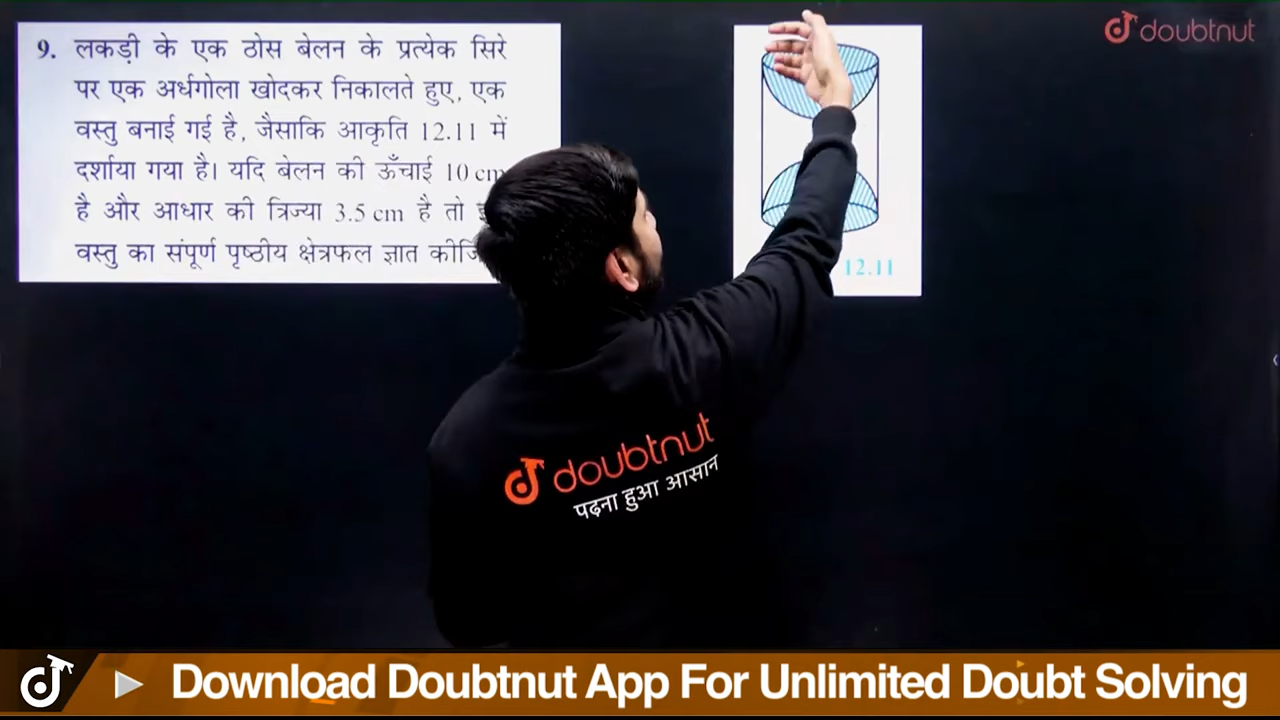 9. लकड़ी के एक ठोस बेलन के प्रत्येक सिरे
पर एक अर्धगोला खोदकर निकालते हुए, एक
वस्तु बनाई गई है, जैसाकि आकृति 12.11 में
दर्शाया गया है। यदि बेलन की ऊँचाई 10 cm
है और आधार की त्रिज्या 3.5 cm है तो
वस्तु का संपूर्ण पृष्ठीय क्षेत्रफल ज्ञात
12.11
doubtnut
doubtnut
पढ़ना हुआ आसान
Download Doubtnut App For Unlimited Doubt Solving